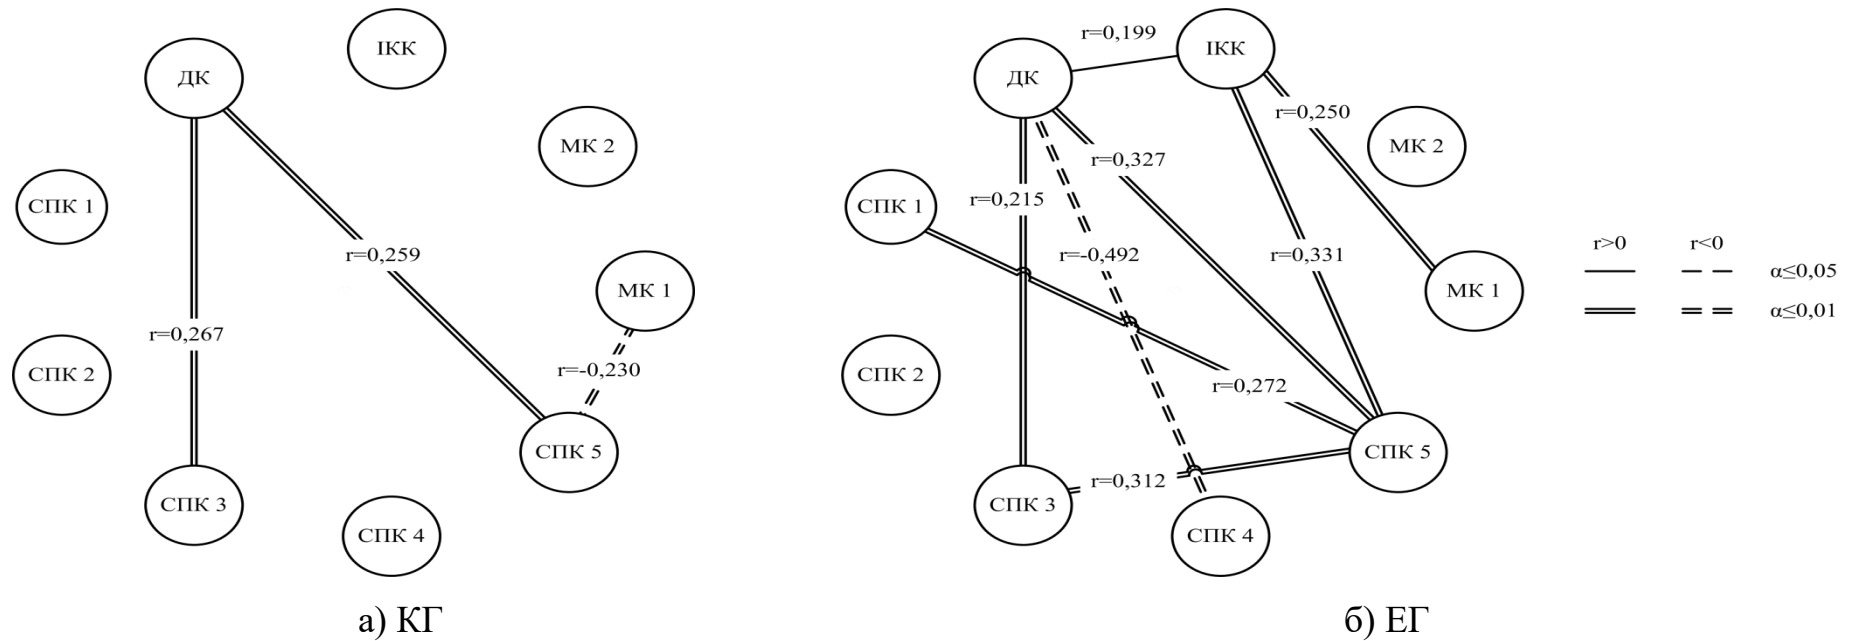 ІКК
ДК
МК 2
СПК 1
r=0,259
МК 1
r=0,267
r=-0,230
СПК 2
СПК 5
СПК 3
СПК 4
а) КГ
r=0,199
ІКК
ДК
r=0,250
МК 2
r=0,327
r=0,215
СПК 1
r=-0,492
r=0,331
МК 1
СПК 2
r=0,272
СПК 5
r=0,312
СПК 3
СПК 4
б) ЕГ
r>0 r<0
α≤0,05
α≤0,01